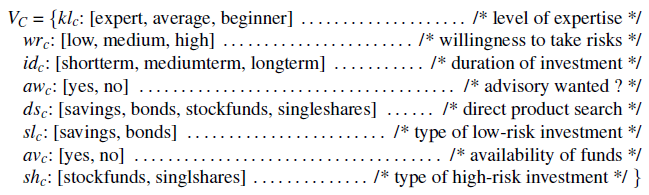 V_C = {kl_c: [expert, average, beginner] ...................... /* level of expertise */
wr_c: [low, medium, high] ........................ /* willingness to take risks */
id_c: [shortterm, mediumterm, longterm] ........... /* duration of investment */
aw_c: [yes, no] ........................................ /* advisory wanted ? */
ds_c: [savings, bonds, stockfunds, singleshares] ...... /* direct product search */
sl_c: [savings, bonds] ......................... /* type of low-risk investment */
av_c: [yes, no] ....................................... /* availability of funds */
sh_c: [stockfunds, singlshares] .............. /* type of high-risk investment */ }